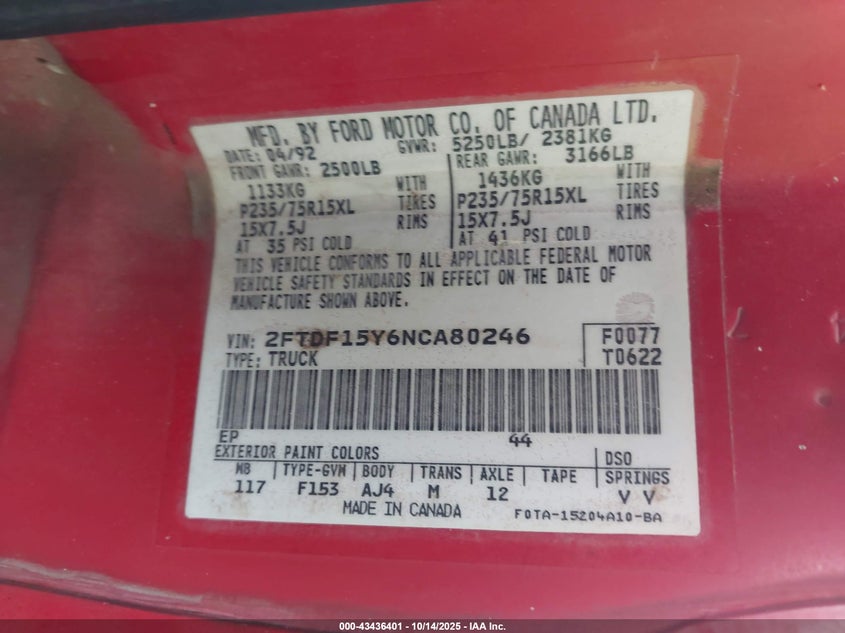 MFD. BY FORD MOTOR CO. OF CANADA LTD.
DATE: 04/92 GVWR: 5250LB/ 2381KG
FRONT GAWR: 2500LB REAR GAWR: 3166LB
1133KG WITH 1436KG WITH
P235/75R15XL TIRES P235/75R15XL TIRES
15X7.5J RIMS 15X7.5J RIMS
AT 35 PSI COLD AT 41 PSI COLD
THIS VEHICLE CONFORMS TO ALL APPLICABLE FEDERAL MOTOR
VEHICLE SAFETY STANDARDS IN EFFECT ON THE DATE OF
MANUFACTURE SHOWN ABOVE.
VIN: 2FTDF15Y6NCA80246 F0077
TYPE: TRUCK T0622
EP 44
EXTERIOR PAINT COLORS DSO
WB TYPE-GVM BODY TRANS AXLE TAPE SPRINGS
117 F153 AJ4 M 12 V V
MADE IN CANADA F0TA-15204A10-BA
000-43436401 | 10/14/2025 | IAA Inc.